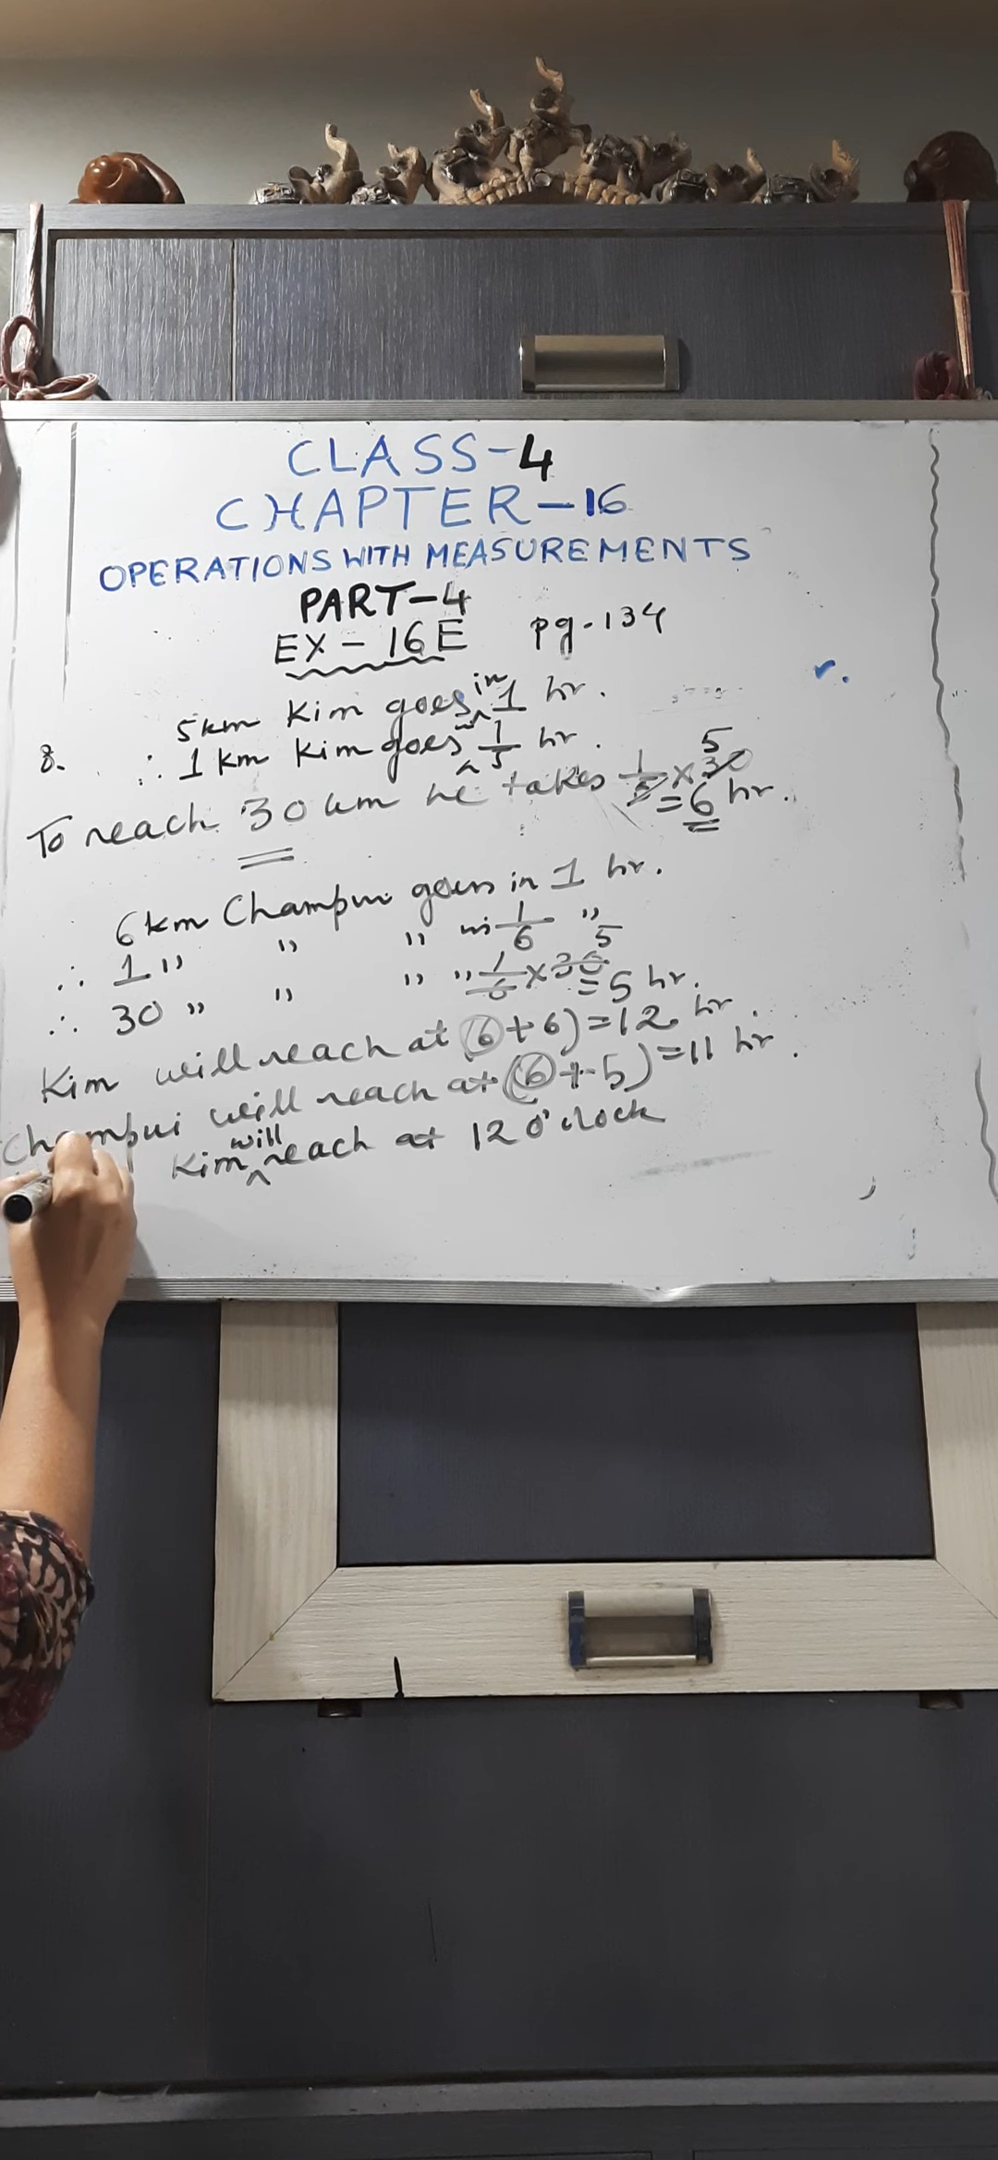 CLASS-4
CHAPTER-16
OPERATIONS WITH MEASUREMENTS
PART-4
EX-16E pg-134
8. 5km Kim goes in 1 hr.
∴ 1km Kim goes in 1/5 hr.
To reach 30 km he takes 1/5 × 30 5
= 6 hr.
6km Champui goes in 1 hr.
∴ 1 " " " in 1/6 "
∴ 30 " " " " 1/6 × 30 5 = 5 hr.
Kim will reach at (6+6)=12 hr.
Champui will reach at (6+5)=11 hr.
Kim will reach at 12 o'clock